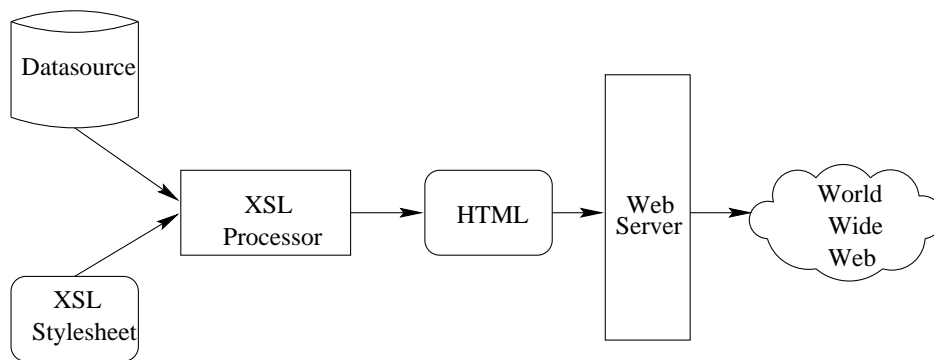 Datasource
XSL
Stylesheet
XSL
Processor
HTML
Web
Server
World
Wide
Web